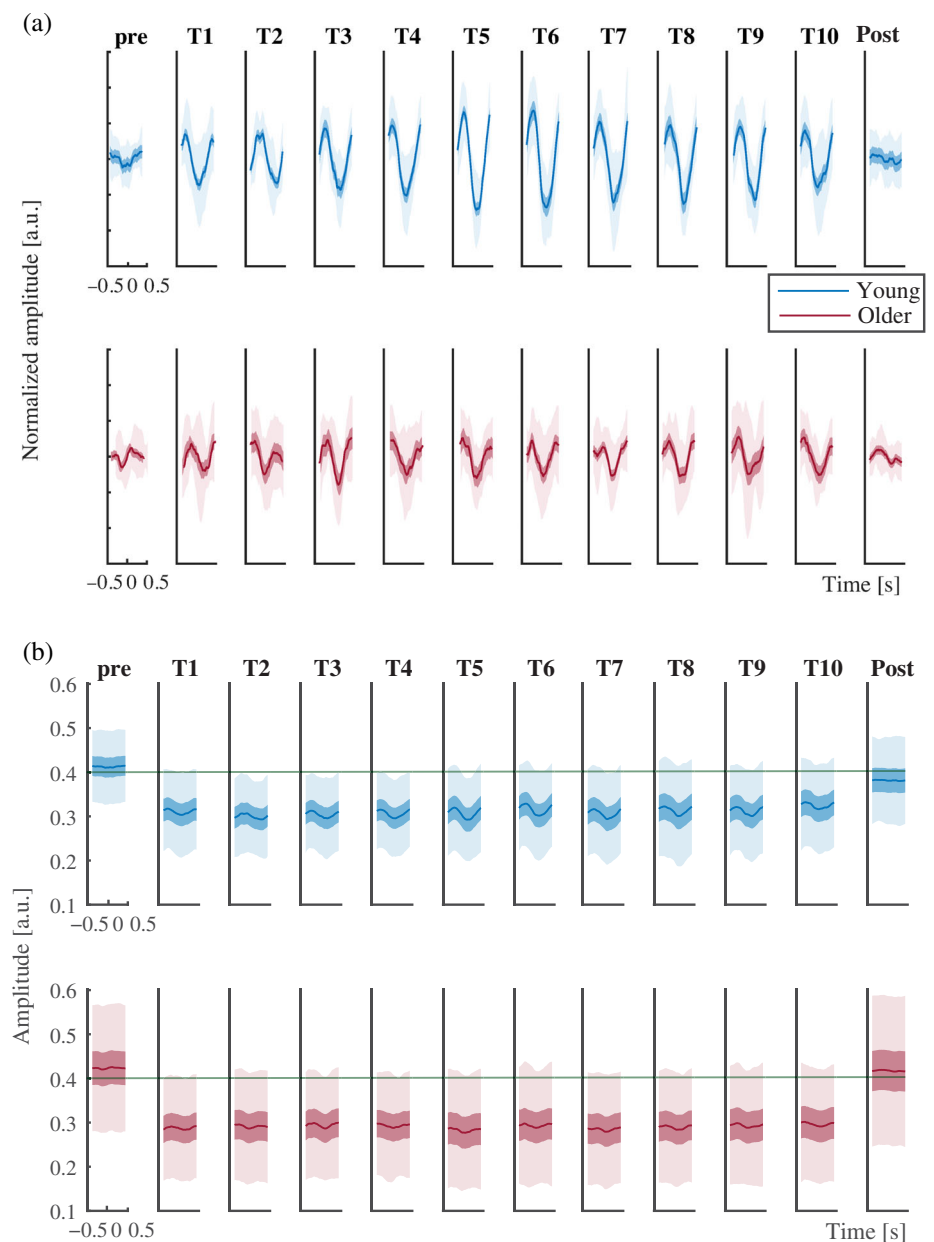 (a)
pre T1 T2 T3 T4 T5 T6 T7 T8 T9 T10 Post
Normalized amplitude [a.u.]
−0.5 0 0.5
Young
Older
−0.5 0 0.5
Time [s]
(b)
pre T1 T2 T3 T4 T5 T6 T7 T8 T9 T10 Post
0.6
0.5
0.4
0.3
0.2
0.1
−0.5 0 0.5
Amplitude [a.u.]
0.6
0.5
0.4
0.3
0.2
0.1
−0.5 0 0.5
Time [s]